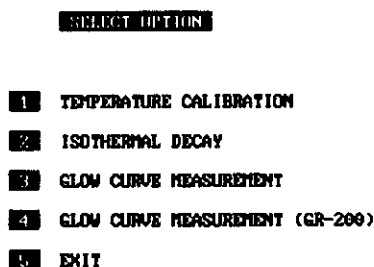 SELECT OPTION
1 TEMPERATURE CALIBRATION
2 ISOTHERMAL DECAY
3 GLOW CURVE MEASUREMENT
4 GLOW CURVE MEASUREMENT (GR-200)
5 EXIT